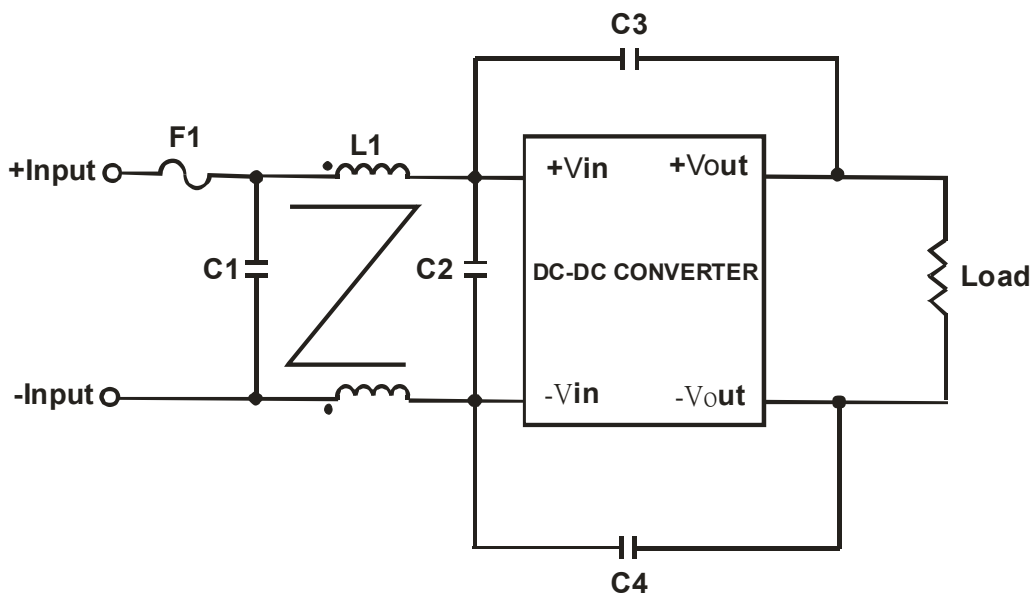 C3
F1
L1
+Input
+Vin
+Vout
C1
C2
DC-DC CONVERTER
Load
-Input
-Vin
-Vout
C4